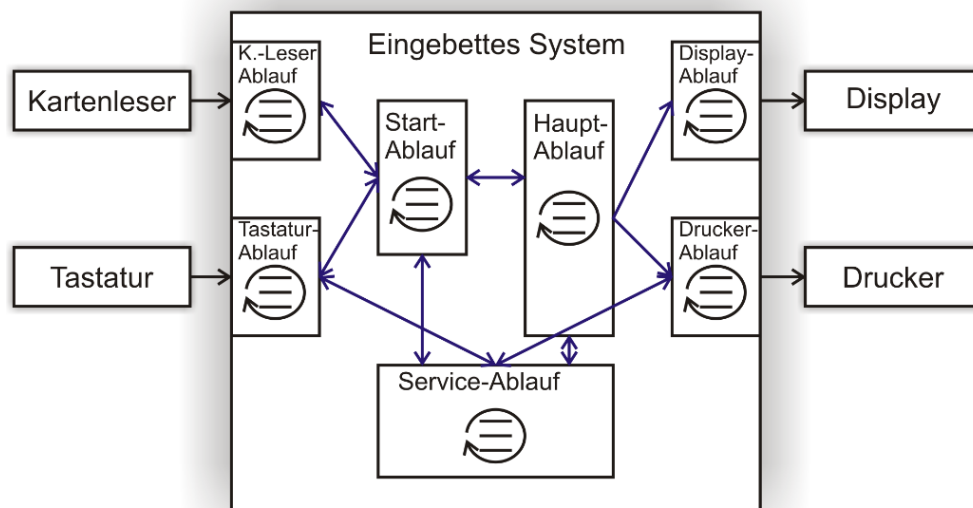 Eingebettes System
K.-Leser
Ablauf
Display-
Ablauf
Kartenleser
Display
Start-
Ablauf
Haupt-
Ablauf
Tastatur-
Ablauf
Drucker-
Ablauf
Tastatur
Drucker
Service-Ablauf